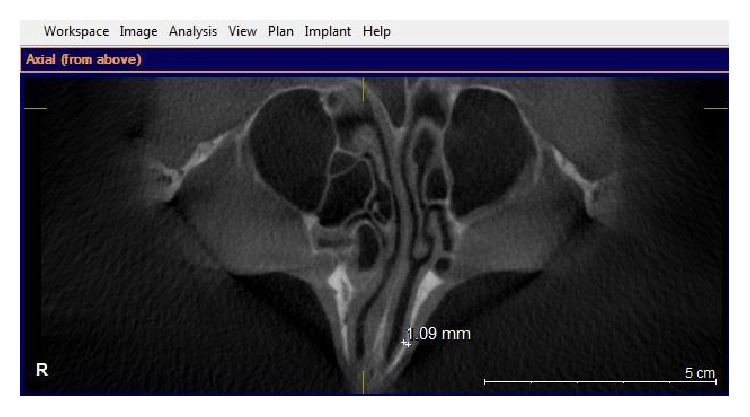 Workspace Image Analysis View Plan Implant Help
Axial (from above)
1.09 mm
R
5 cm